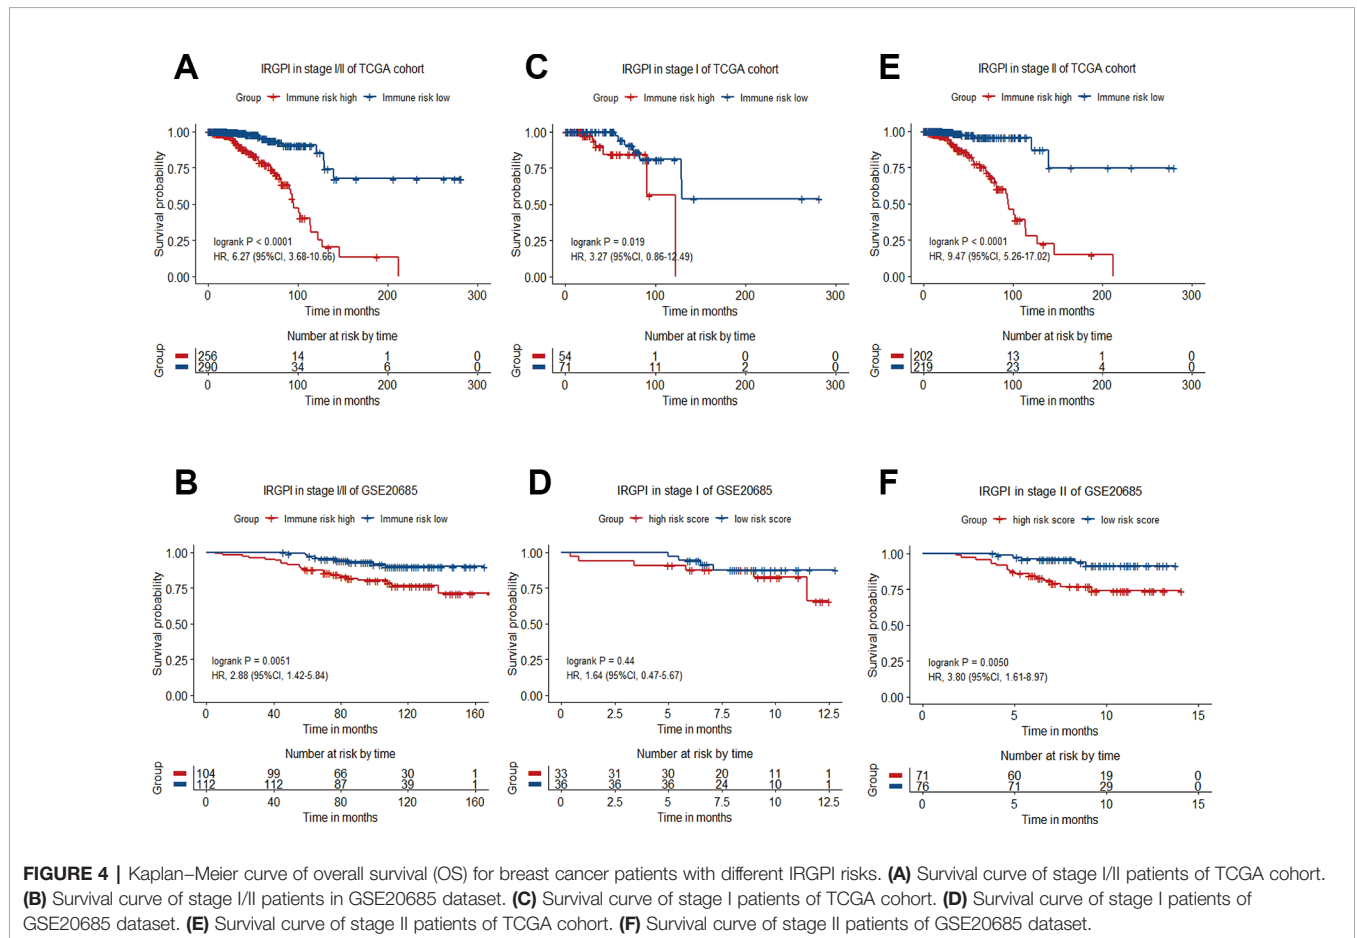 A
IRGPI in stage I/II of TCGA cohort
Group Immune risk high Immune risk low
Survival probability
1.00
0.75
0.50
0.25
0.00
logrank P < 0.0001
HR, 6.27 (95%CI, 3.68-10.66)
0 100 200 300
Time in months
Number at risk by time
Group
256 14 1 0
290 34 6 0
0 100 200 300
Time in months
C
IRGPI in stage I of TCGA cohort
Group Immune risk high Immune risk low
Survival probability
1.00
0.75
0.50
0.25
0.00
logrank P = 0.019
HR, 3.27 (95%CI, 0.86-12.49)
0 100 200 300
Time in months
Number at risk by time
Group
54 1 0 0
71 11 2 0
0 100 200 300
Time in months
E
IRGPI in stage II of TCGA cohort
Group Immune risk high Immune risk low
Survival probability
1.00
0.75
0.50
0.25
0.00
logrank P < 0.0001
HR, 9.47 (95%CI, 5.26-17.02)
0 100 200 300
Time in months
Number at risk by time
Group
202 13 1 0
219 23 4 0
0 100 200 300
Time in months
B
IRGPI in stage I/II of GSE20685
Group Immune risk high Immune risk low
Survival probability
1.00
0.75
0.50
0.25
0.00
logrank P = 0.0051
HR, 2.88 (95%CI, 1.42-5.84)
0 40 80 120 160
Time in months
Number at risk by time
Group
104 99 66 30 1
112 112 87 39 1
0 40 80 120 160
Time in months
D
IRGPI in stage I of GSE20685
Group high risk score low risk score
Survival probability
1.00
0.75
0.50
0.25
0.00
logrank P = 0.44
HR, 1.64 (95%CI, 0.47-5.67)
0 2.5 5 7.5 10 12.5
Time in months
Number at risk by time
Group
33 31 30 20 11 1
36 36 36 24 10 1
0 2.5 5 7.5 10 12.5
Time in months
F
IRGPI in stage II of GSE20685
Group high risk score low risk score
Survival probability
1.00
0.75
0.50
0.25
0.00
logrank P = 0.0050
HR, 3.80 (95%CI, 1.61-8.97)
0 5 10 15
Time in months
Number at risk by time
Group
71 60 19 0
76 71 29 0
0 5 10 15
Time in months
FIGURE 4 | Kaplan–Meier curve of overall survival (OS) for breast cancer patients with different IRGPI risks. (A) Survival curve of stage I/II patients of TCGA cohort.
(B) Survival curve of stage I/II patients in GSE20685 dataset. (C) Survival curve of stage I patients of TCGA cohort. (D) Survival curve of stage I patients of
GSE20685 dataset. (E) Survival curve of stage II patients of TCGA cohort. (F) Survival curve of stage II patients of GSE20685 dataset.